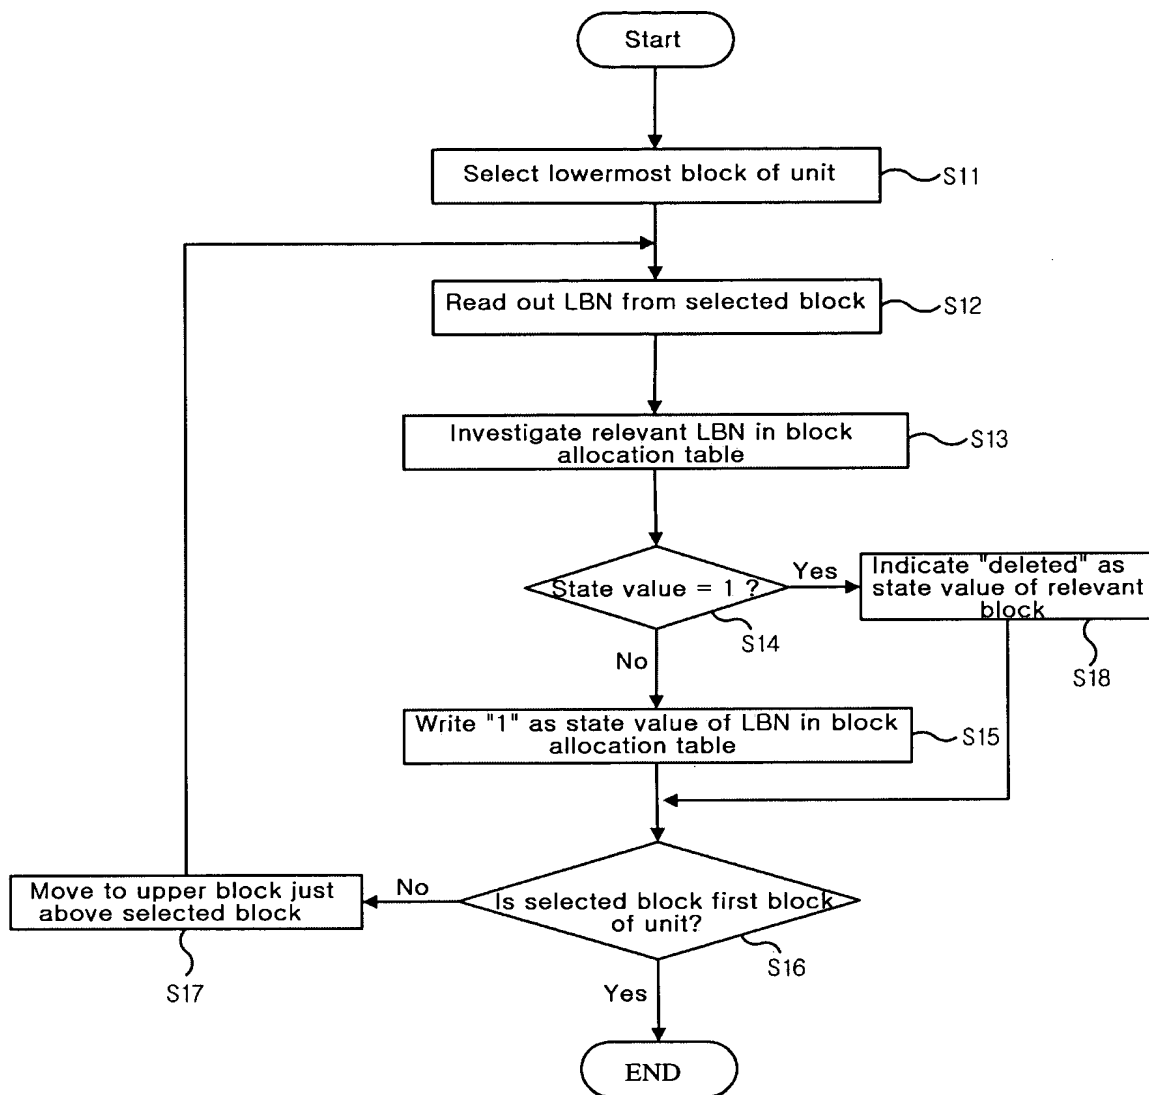 Start
Select lowermost block of unit
S11
Read out LBN from selected block
S12
Investigate relevant LBN in block
allocation table
S13
State value = 1 ?
S14
Yes
Indicate "deleted" as
state value of relevant
block
S18
No
Write "1" as state value of LBN in block
allocation table
S15
Is selected block first block
of unit?
S16
No
Move to upper block just
above selected block
S17
Yes
END